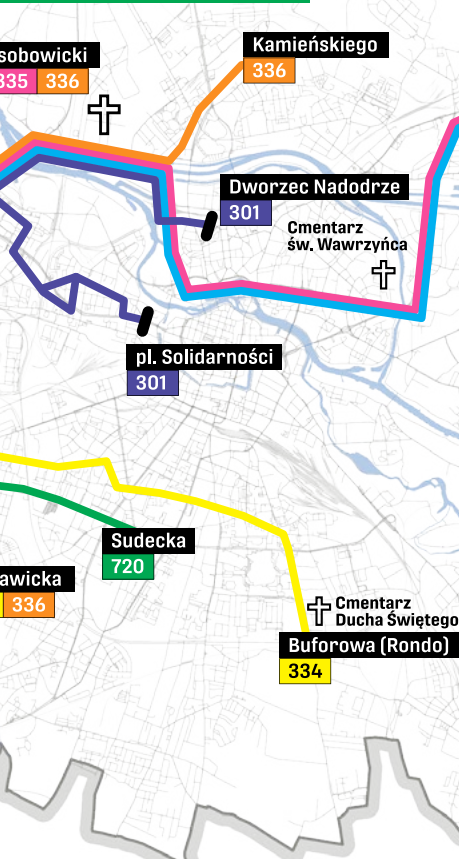 sobowicki
335 336
Kamieńskiego
336
Dworzec Nadodrze
301
Cmentarz
św. Wawrzyńca
pl. Solidarności
301
Sudecka
720
awicka
336
Cmentarz
Ducha Świętego
Buforowa (Rondo)
334